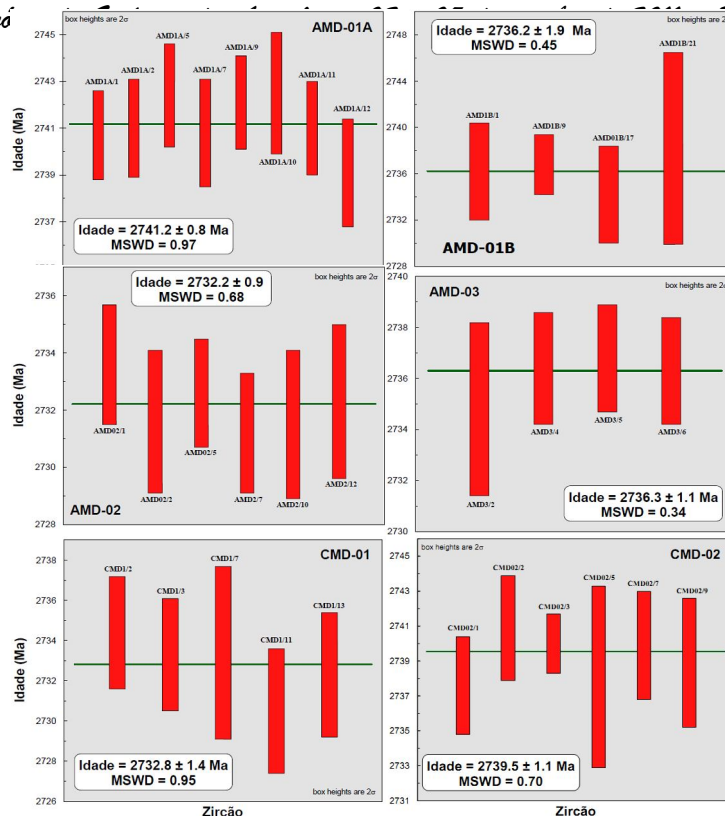 AMD-01A
box heights are 2σ
2745
2743
2741
2739
2737
Idade (Ma)
AMD1A/1
AMD1A/2
AMD1A/5
AMD1A/7
AMD1A/9
AMD1A/10
AMD1A/11
AMD1A/12
Idade = 2741.2 ± 0.8 Ma
MSWD = 0.97
Idade = 2736.2 ± 1.9 Ma
MSWD = 0.45
2748
2744
2740
2736
2732
2728
AMD1B/1
AMD1B/9
AMD01B/17
AMD1B/21
AMD-01B
Idade = 2732.2 ± 0.9
MSWD = 0.68
box heights are 2σ
2736
2734
2732
2730
2728
Idade (Ma)
AMD02/1
AMD02/2
AMD02/5
AMD2/7
AMD2/10
AMD2/12
AMD-02
AMD-03
2740
2738
2736
2734
2732
2730
AMD3/2
AMD3/4
AMD3/5
AMD3/6
Idade = 2736.3 ± 1.1 Ma
MSWD = 0.34
CMD-01
2738
2736
2734
2732
2730
2728
2726
Idade (Ma)
CMD1/2
CMD1/3
CMD1/7
CMD1/11
CMD1/13
Idade = 2732.8 ± 1.4 Ma
MSWD = 0.95
box heights are 2σ
Zircão
box heights are 2σ
CMD-02
2745
2743
2741
2739
2737
2735
2733
2731
CMD02/1
CMD02/2
CMD02/3
CMD02/5
CMD02/7
CMD02/9
Idade = 2739.5 ± 1.1 Ma
MSWD = 0.70
Zircão